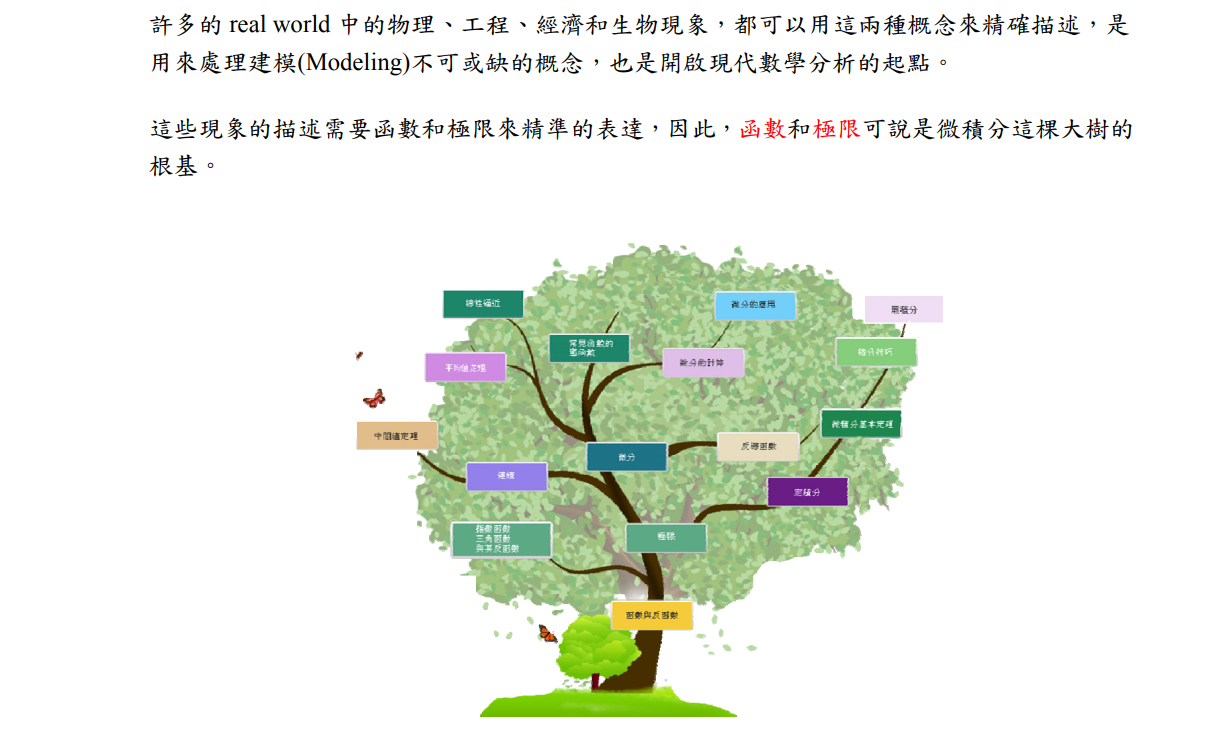 許多的 real world 中的物理、工程、經濟和生物現象，都可以用這兩種概念來精確描述，是
用來處理建模(Modeling)不可或缺的概念，也是開啟現代數學分析的起點。
這些現象的描述需要函數和極限來精準的表達，因此，函數和極限可說是微積分這棵大樹的
根基。
線性逼近
微分的應用
重積分
常見函數的
導函數
積分技巧
微分的計算
平均值定理
微積分基本定理
中間值定理
反導函數
微分
連續
定積分
指數函數
三角函數
與其反函數
極限
函數與反函數